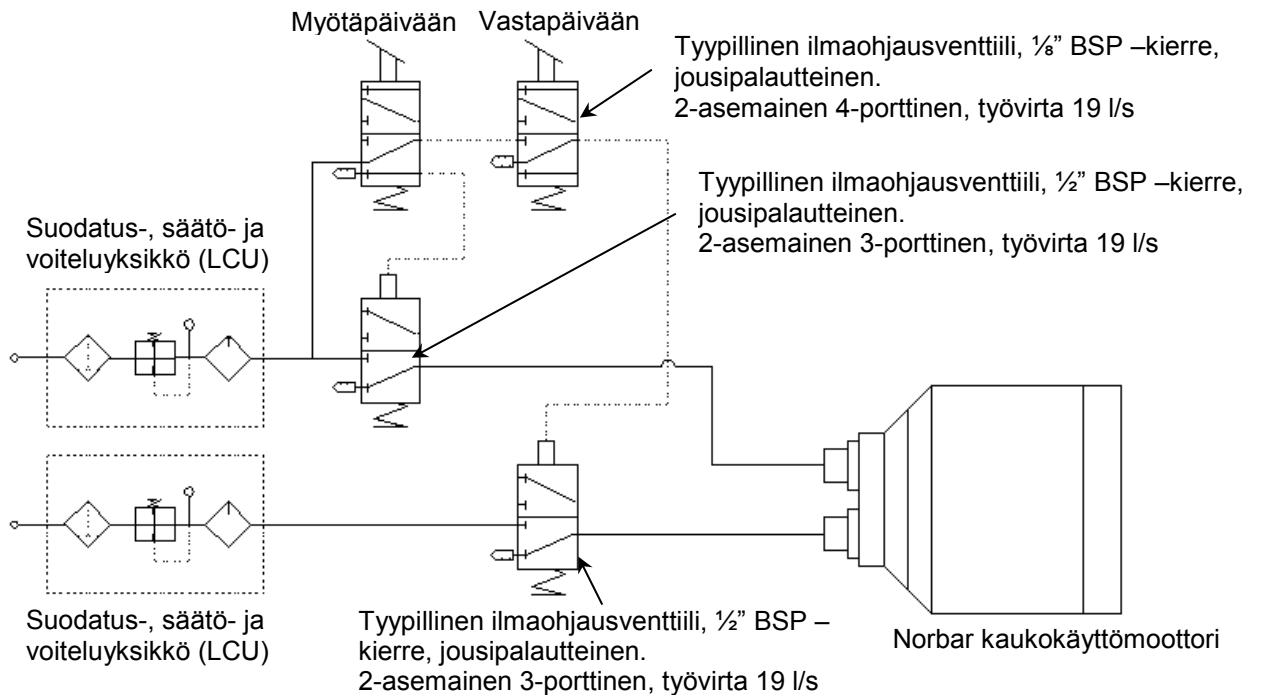 Myötäpäivään
Vastapäivään
Tyypillinen ilmaohjausventtiili, ⅛” BSP –kierre,
jousipalautteinen.
2-asemainen 4-porttinen, työvirta 19 l/s
Tyypillinen ilmaohjausventtiili, ½” BSP –kierre,
jousipalautteinen.
2-asemainen 3-porttinen, työvirta 19 l/s
Suodatus-, säätö- ja
voiteluyksikkö (LCU)
Suodatus-, säätö- ja
voiteluyksikkö (LCU)
Tyypillinen ilmaohjausventtiili, ½” BSP –
kierre, jousipalautteinen.
2-asemainen 3-porttinen, työvirta 19 l/s
Norbar kaukokäyttömoottori